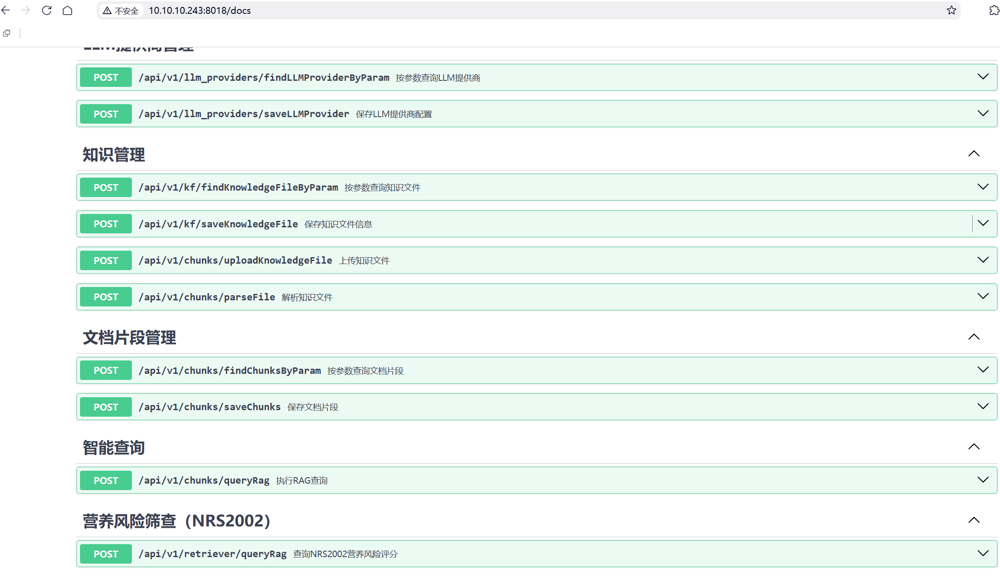 不安全 10.10.10.243:8018/docs
LLM提供商管理
POST /api/v1/llm_providers/findLLMProviderByParam 按参数查询LLM提供商
POST /api/v1/llm_providers/saveLLMProvider 保存LLM提供商配置
知识管理
POST /api/v1/kf/findKnowledgeFileByParam 按参数查询知识文件
POST /api/v1/kf/saveKnowledgeFile 保存知识文件信息
POST /api/v1/chunks/uploadKnowledgeFile 上传知识文件
POST /api/v1/chunks/parseFile 解析知识文件
文档片段管理
POST /api/v1/chunks/findChunksByParam 按参数查询文档片段
POST /api/v1/chunks/saveChunks 保存文档片段
智能查询
POST /api/v1/chunks/queryRag 执行RAG查询
营养风险筛查（NRS2002）
POST /api/v1/retriever/queryRag 查询NRS2002营养风险评分